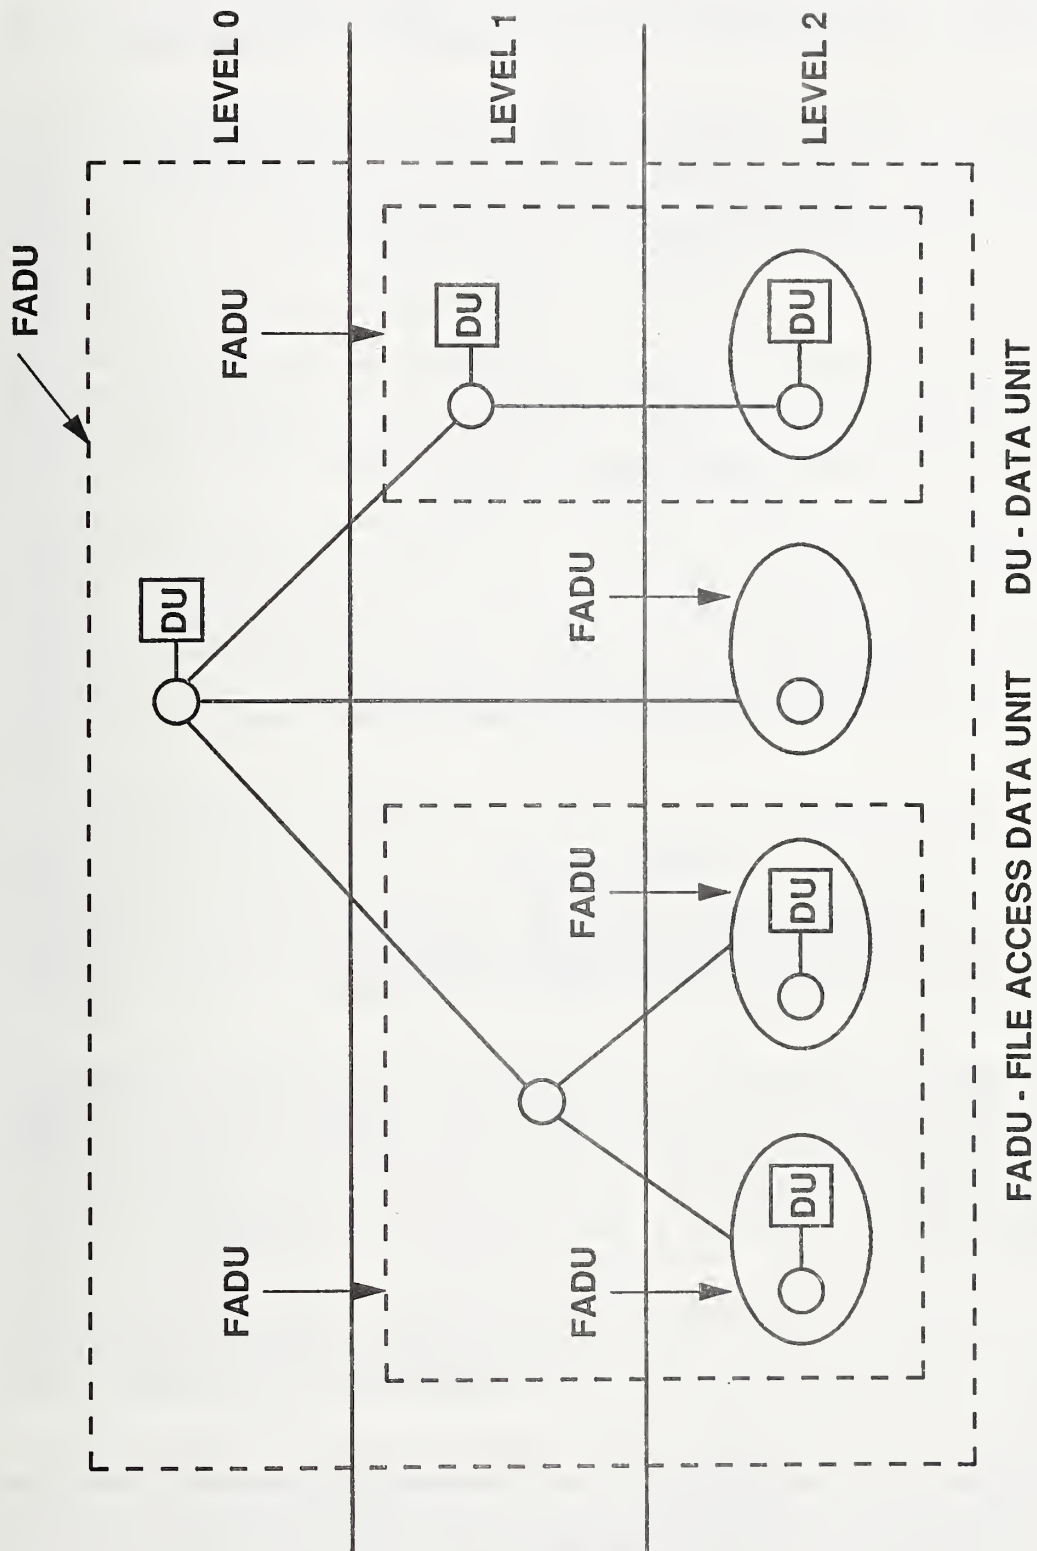 FADU
DU
FADU
FADU
LEVEL 0
DU
LEVEL 1
FADU
FADU
FADU
DU
DU
DU
LEVEL 2
FADU - FILE ACCESS DATA UNIT
DU - DATA UNIT